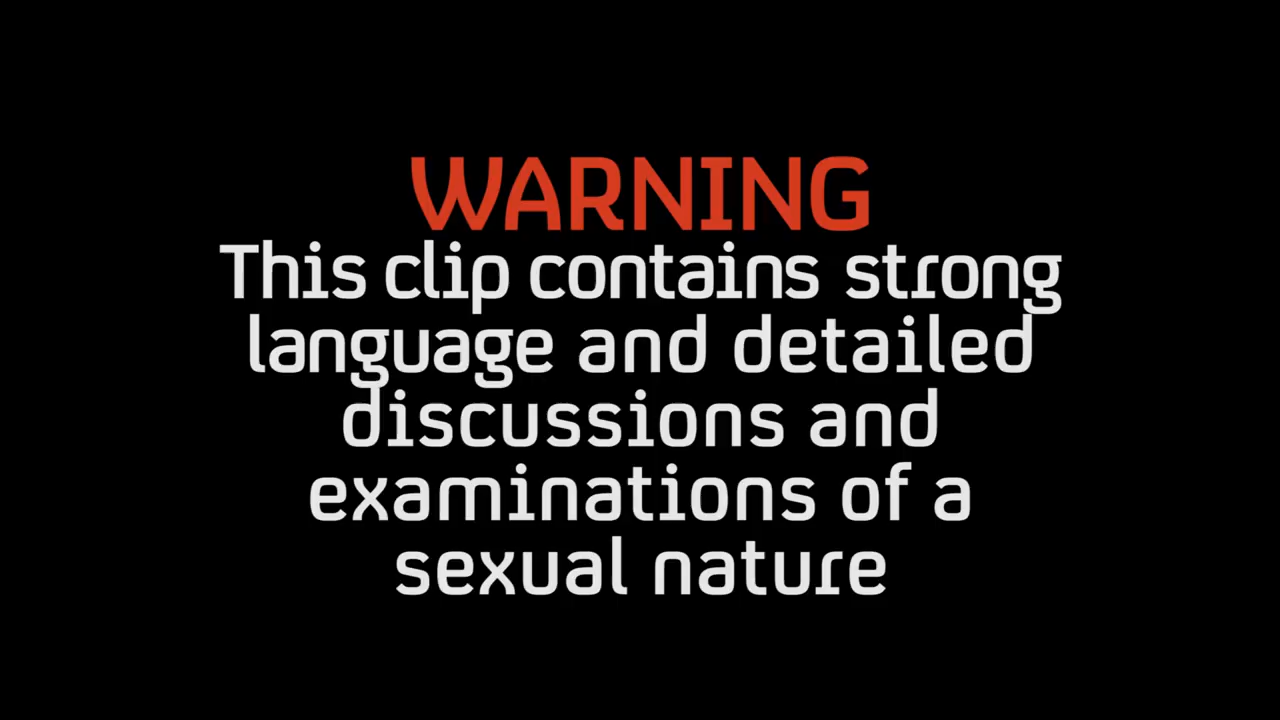 WARNING
This clip contains strong
language and detailed
discussions and
examinations of a
sexual nature